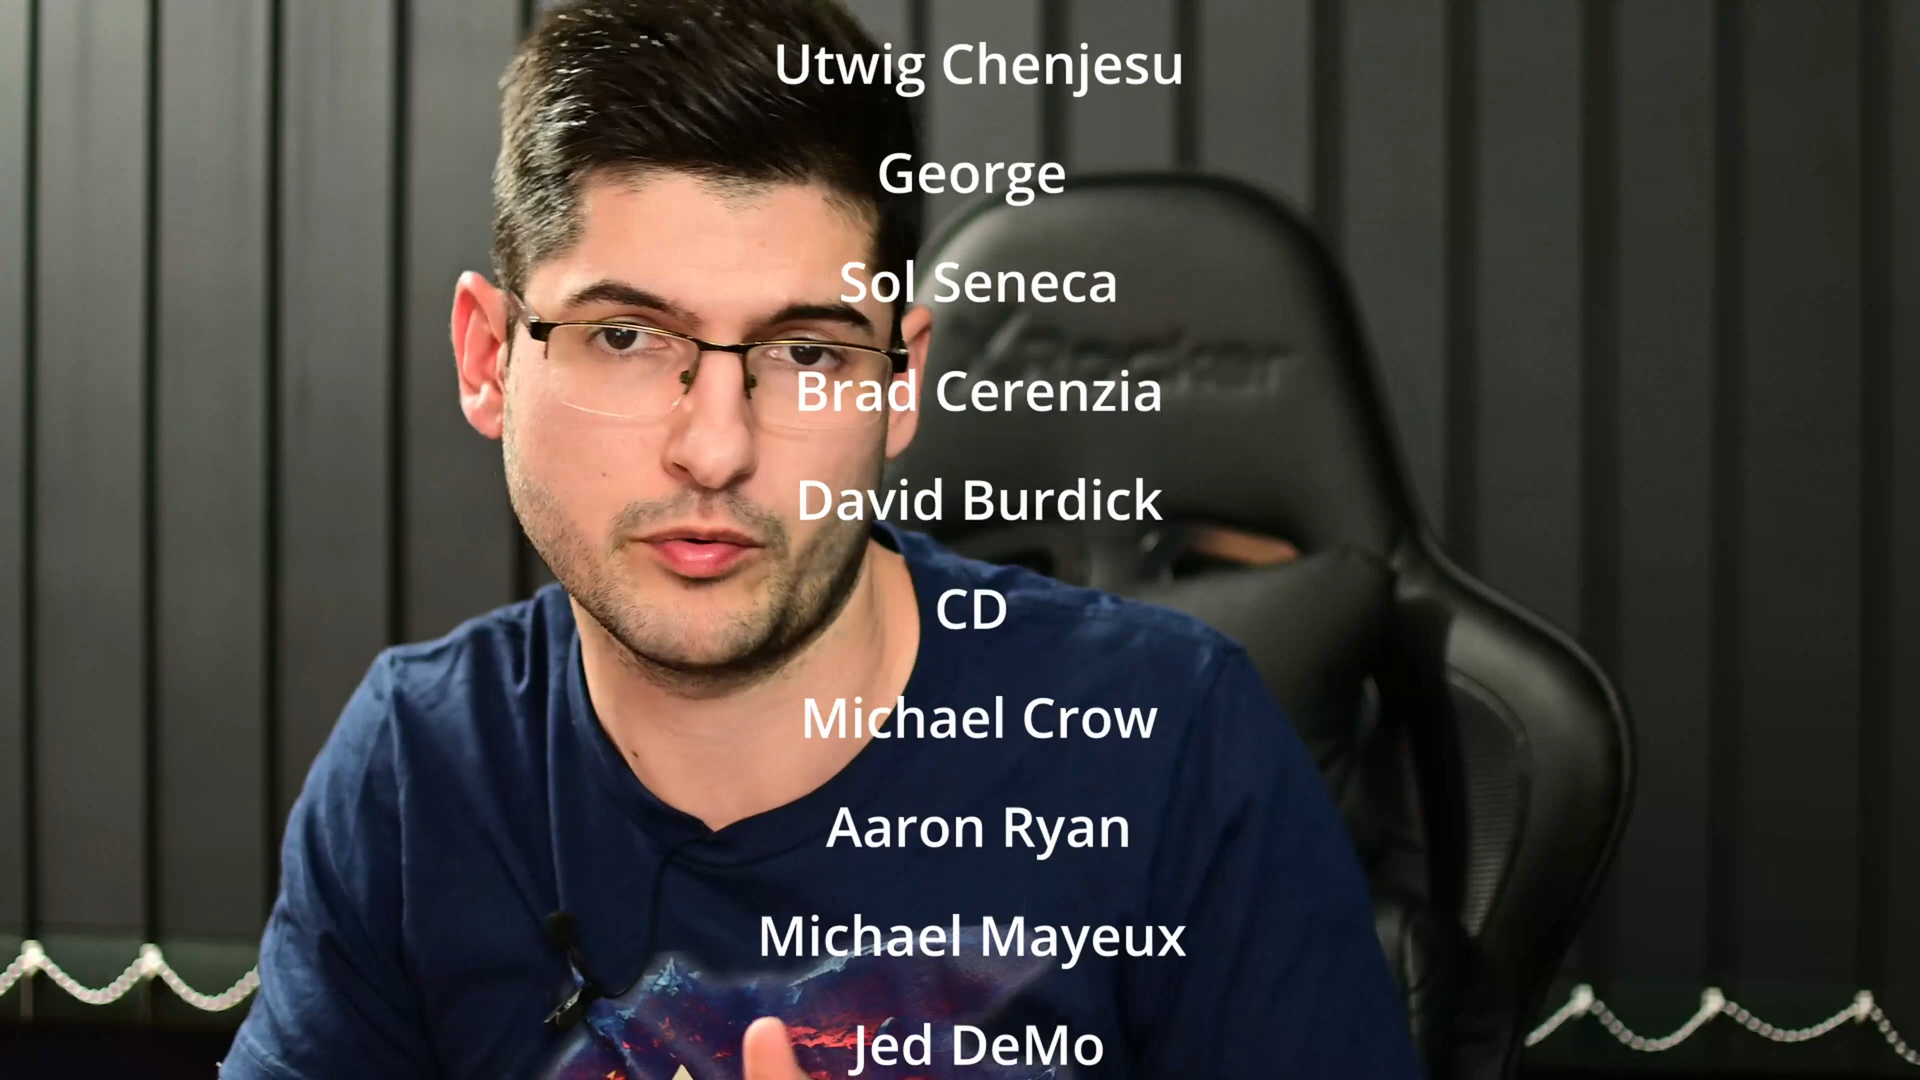 Utwig Chenjesu
George
Sol Seneca
Brad Cerenzia
David Burdick
CD
Michael Crow
Aaron Ryan
Michael Mayeux
Jed DeMo